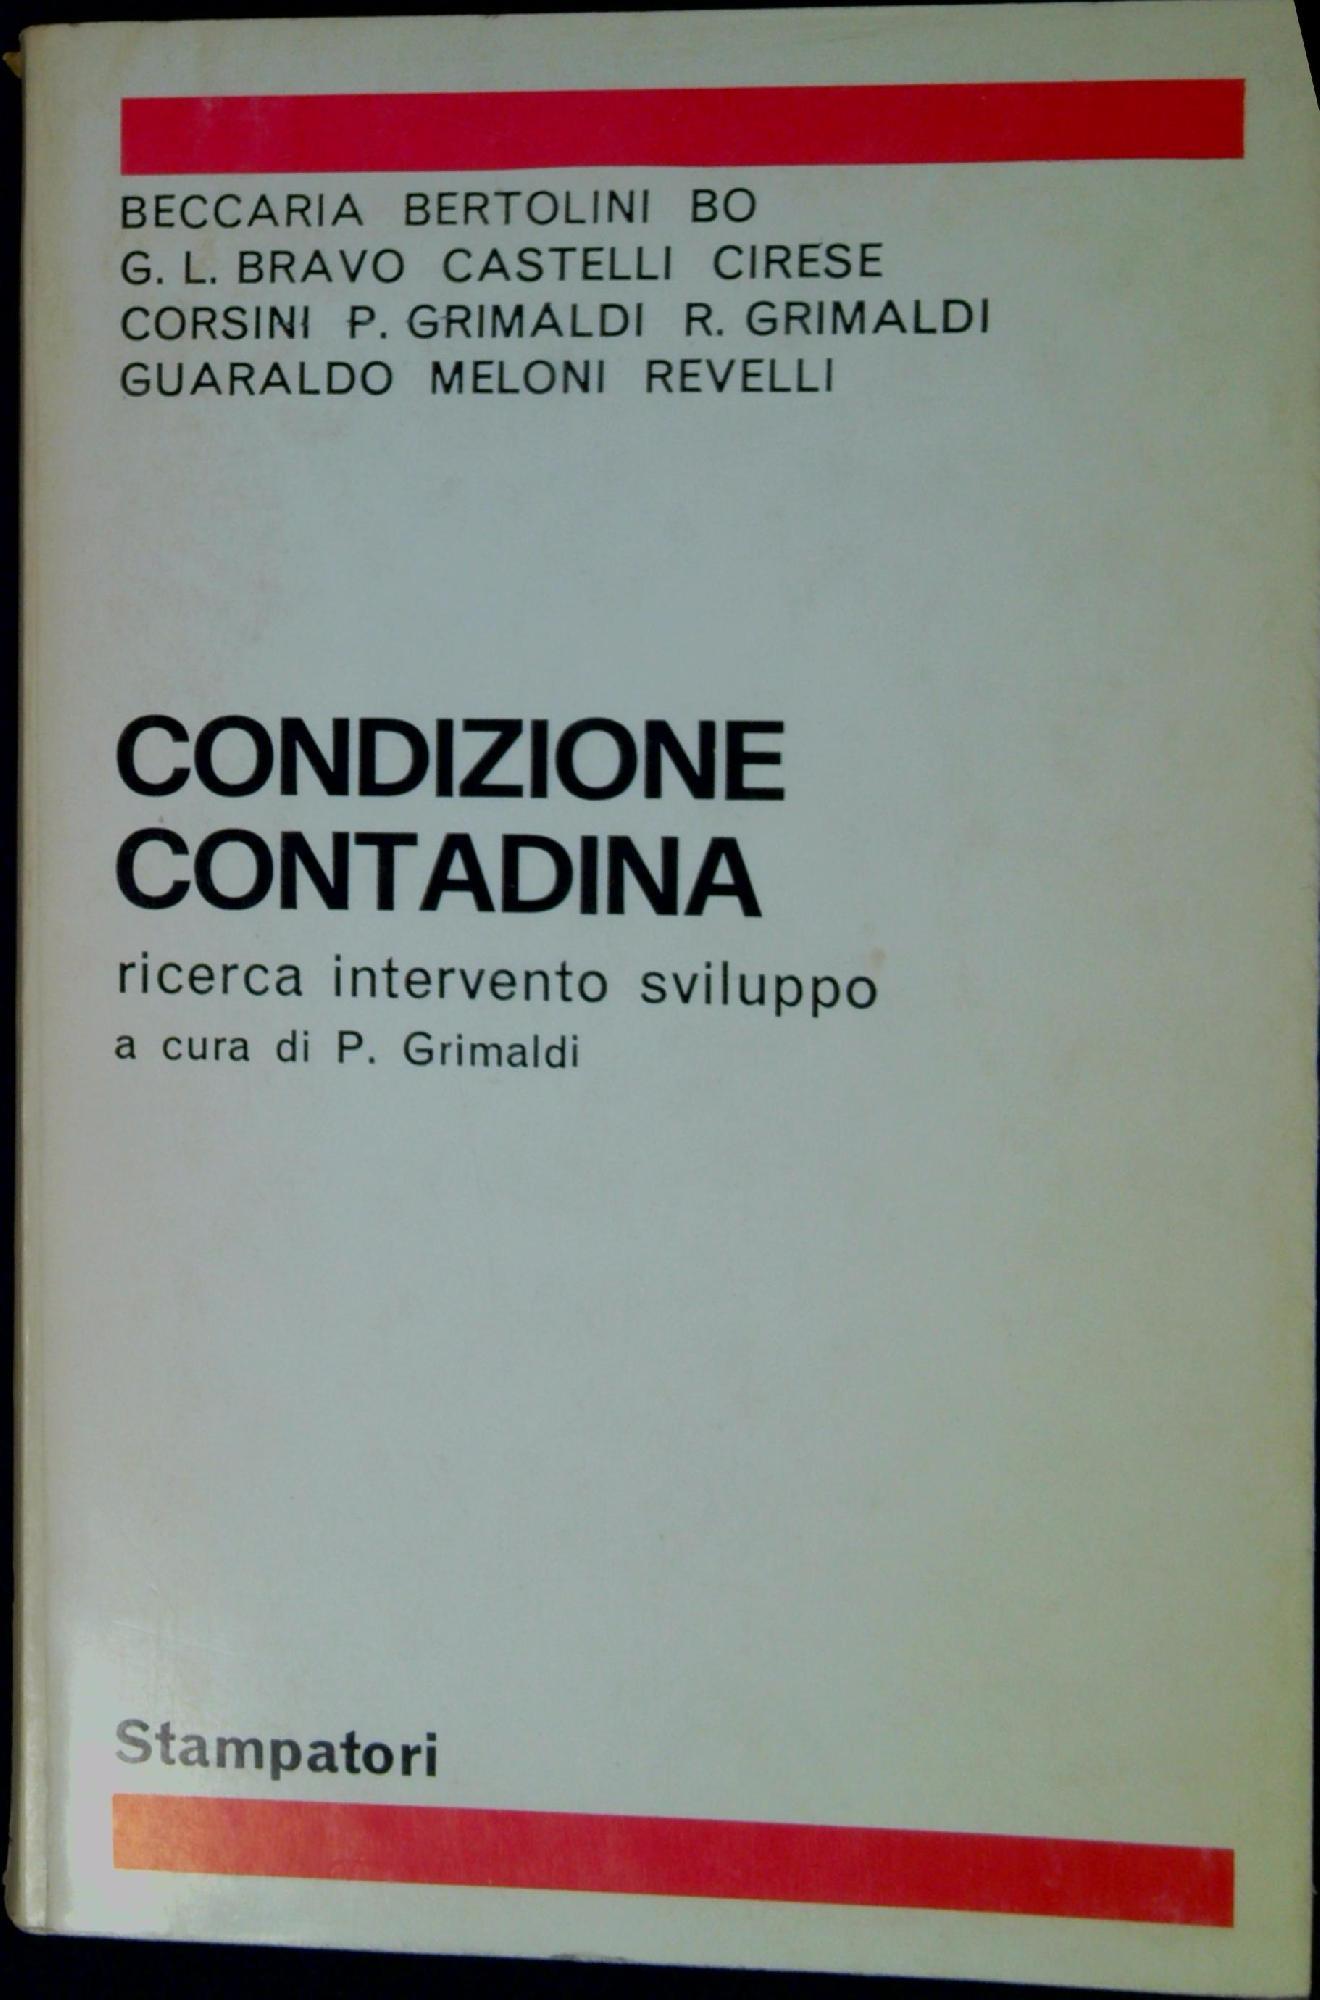 BECCARIA BERTOLINI BO
G. L. BRAVO CASTELLI CIRESE
CORSINI P. GRIMALDI R. GRIMALDI
GUARALDO MELONI REVELLI
CONDIZIONE
CONTADINA
ricerca intervento sviluppo
a cura di P. Grimaldi
Stampatori